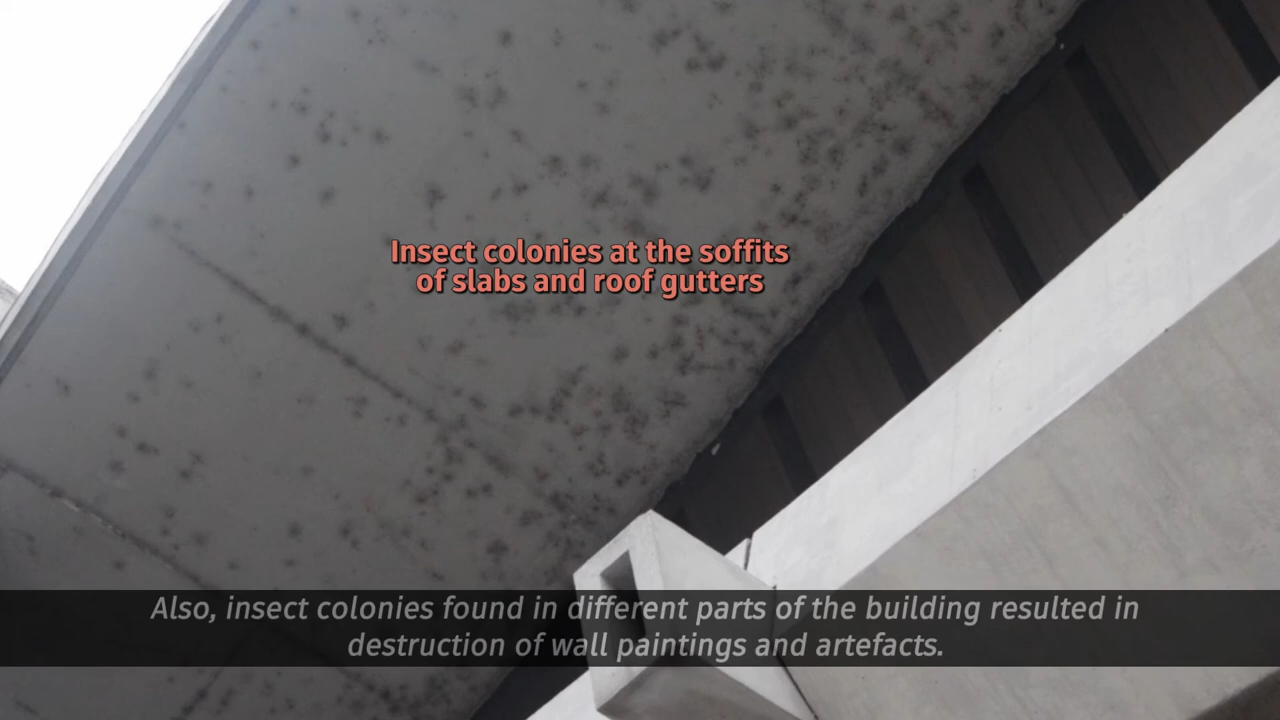 Insect colonies at the soffits
of slabs and roof gutters
Also, insect colonies found in different parts of the building resulted in
destruction of wall paintings and artefacts.